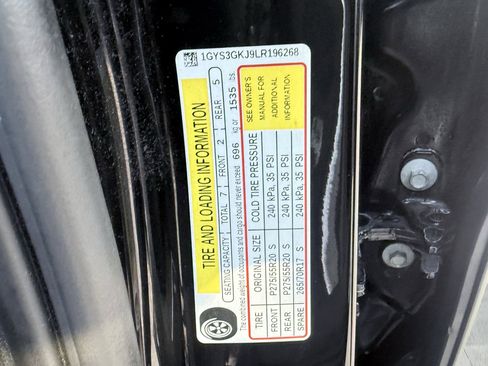 1GYS3GKJ9LR196268
TIRE AND LOADING INFORMATION
SEATING CAPACITY TOTAL 7 FRONT 2 REAR 5
The combined weight of occupants and cargo should never exceed 696 kg or 1535 lbs.
TIRE ORIGINAL SIZE COLD TIRE PRESSURE
FRONT P275/55R20 S 240 kPa, 35 PSI
REAR P275/55R20 S 240 kPa, 35 PSI
SPARE 265/70R17 S 240 kPa, 35 PSI
SEE OWNER'S
MANUAL FOR
ADDITIONAL
INFORMATION